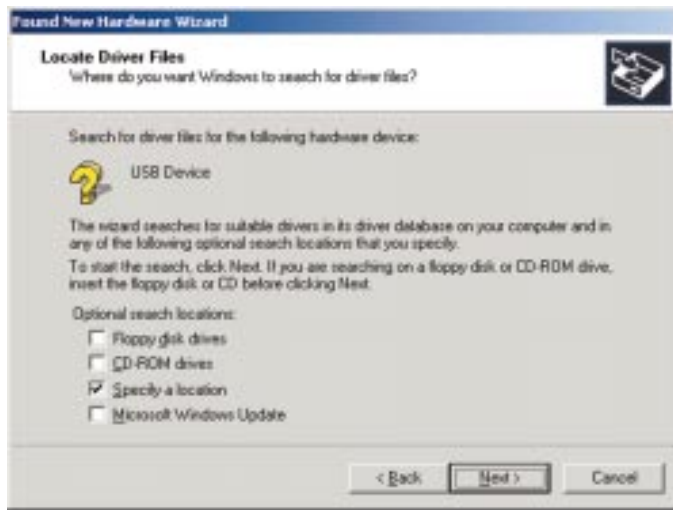 Found New Hardware Wizard
Locate Driver Files
Where do you want Windows to search for driver files?
Search for driver files for the following hardware device:
USB Device
The wizard searches for suitable drivers in its driver database on your computer and in
any of the following optional search locations that you specify.
To start the search, click Next. If you are searching on a floppy disk or CD-ROM drive,
insert the floppy disk or CD before clicking Next.
Optional search locations:
Floppy disk drives
CD-ROM drives
Specify a location
Microsoft Windows Update
< Back
Next >
Cancel